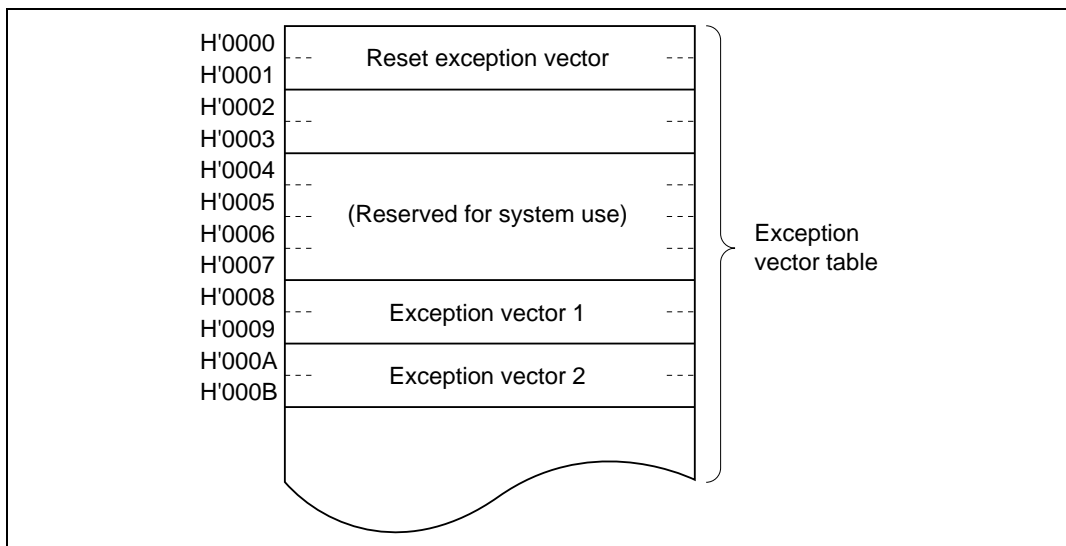 H'0000
Reset exception vector
H'0001
H'0002
H'0003
H'0004
H'0005
(Reserved for system use)
H'0006
H'0007
Exception
vector table
H'0008
Exception vector 1
H'0009
H'000A
Exception vector 2
H'000B